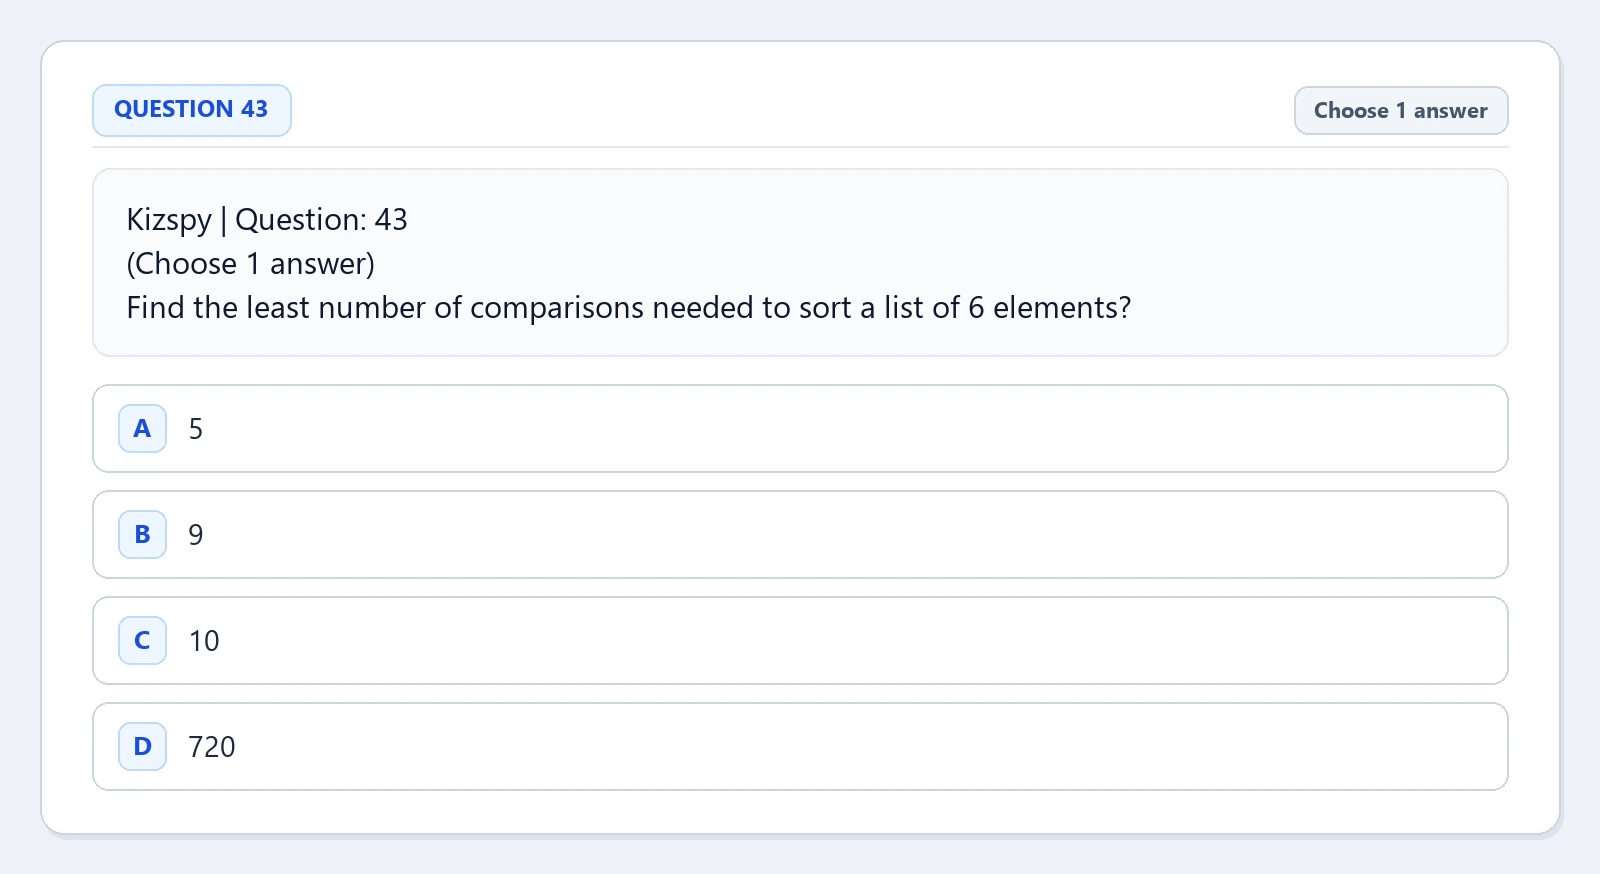 QUESTION 43
Choose 1 answer
Kizspy | Question: 43
(Choose 1 answer)
Find the least number of comparisons needed to sort a list of 6 elements?
A 5
B 9
C 10
D 720